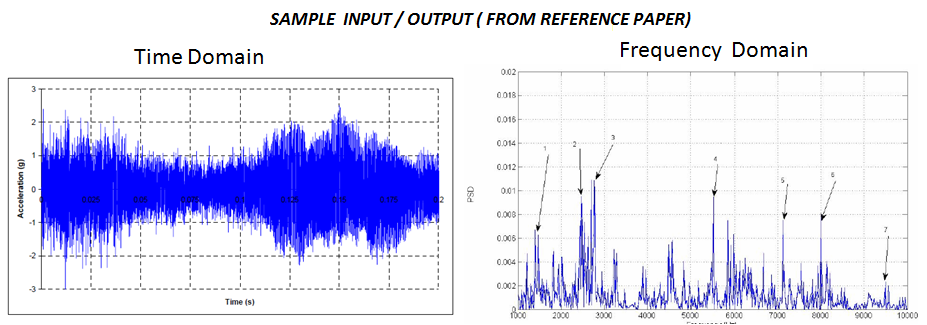 SAMPLE INPUT / OUTPUT ( FROM REFERENCE PAPER)
Time Domain
Frequency Domain
3
2
1
0
-1
-2
-3
Acceleration (g)
0 0.025 0.05 0.075 0.1 0.125 0.15 0.175 0.2
Time (s)
0.02
0.018
0.016
0.014
0.012
0.01
0.008
0.006
0.004
0.002
0
PSD
1 2 3 4 5 6 7
1000 2000 3000 4000 5000 6000 7000 8000 9000 10000